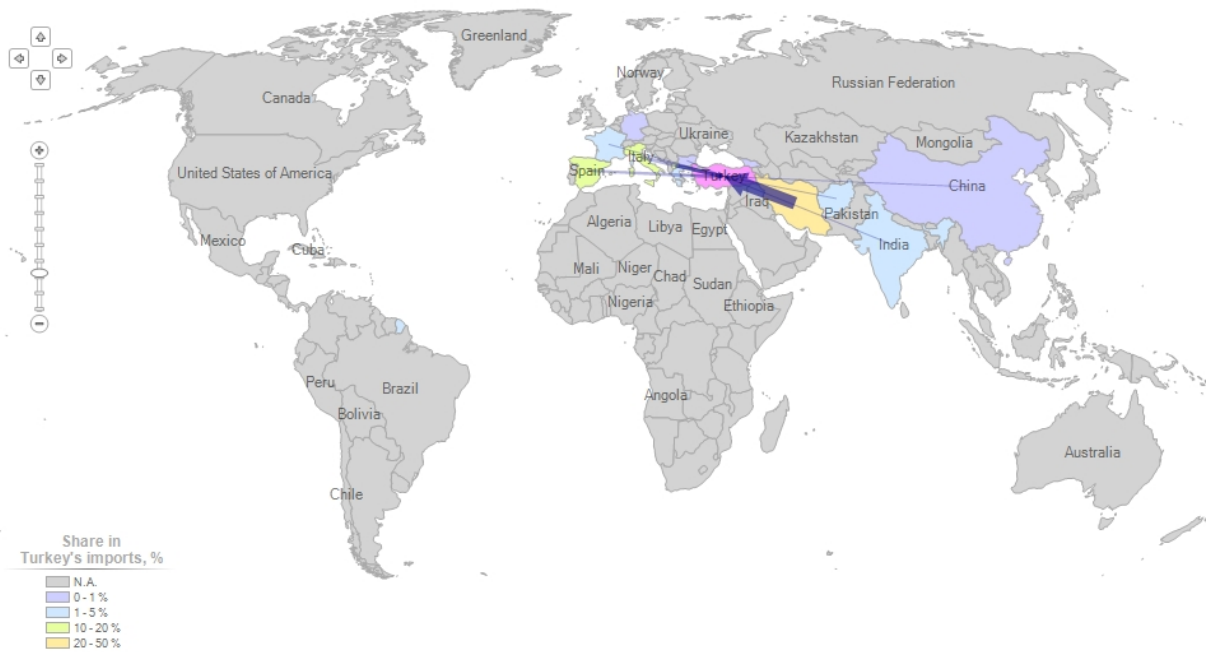 Greenland
Norway
Russian Federation
Canada
Ukraine
Kazakhstan
Mongolia
Italy
United States of America
Spain
Turkey
China
Iraq
Pakistan
Algeria
Libya
Egypt
Mexico
Cuba
India
Mali
Niger
Chad
Sudan
Nigeria
Ethiopia
Peru
Brazil
Angola
Bolivia
Australia
Chile
Share in
Turkey's imports, %
N.A.
0 - 1 %
1 - 5 %
10 - 20 %
20 - 50 %